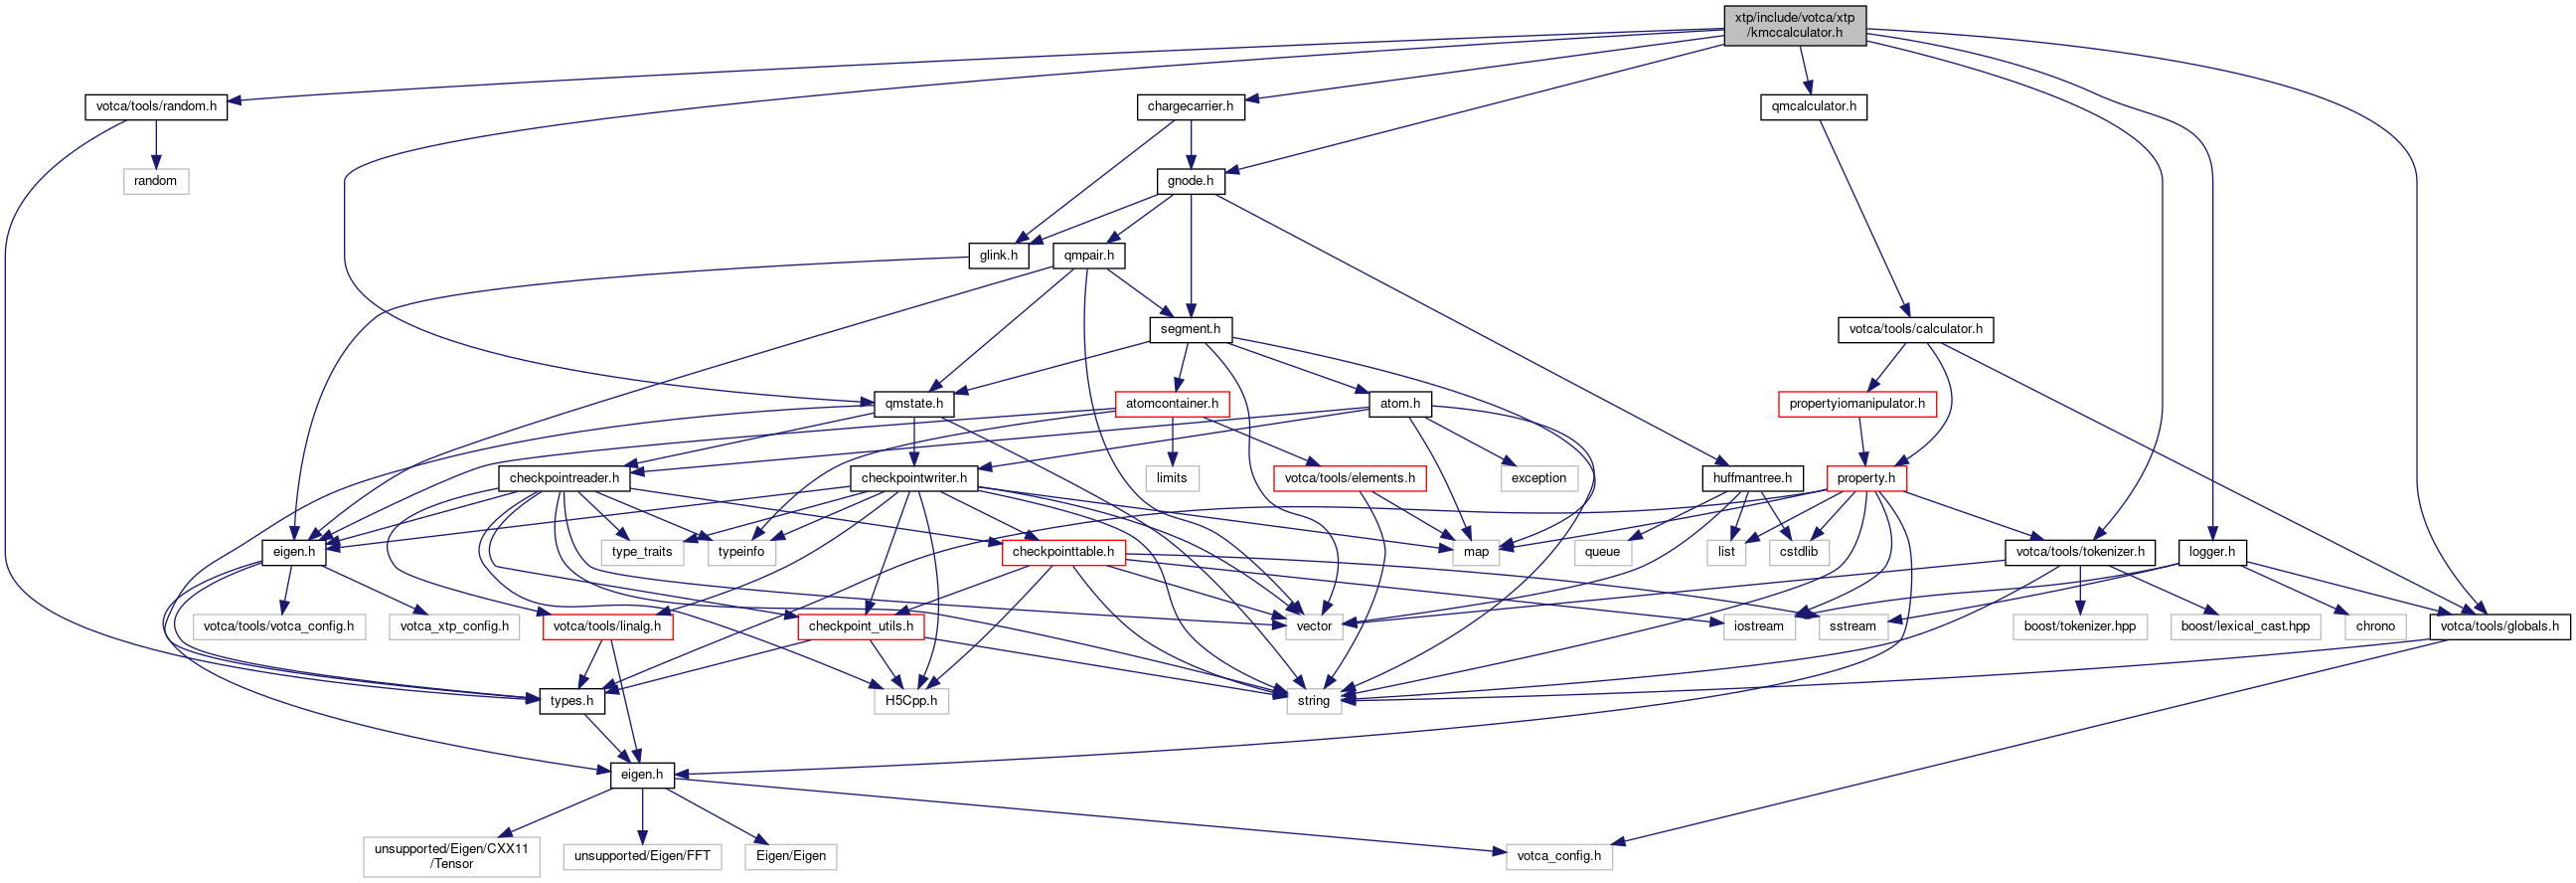 xtp/include/votca/xtp
/kmccalculator.h
votca/tools/random.h
chargecarrier.h
qmcalculator.h
random
gnode.h
glink.h
qmpair.h
segment.h
votca/tools/calculator.h
qmstate.h
atomcontainer.h
atom.h
propertyiomanipulator.h
checkpointreader.h
checkpointwriter.h
limits
votca/tools/elements.h
exception
huffmantree.h
property.h
eigen.h
type_traits
typeinfo
checkpointtable.h
map
queue
list
cstdlib
votca/tools/tokenizer.h
logger.h
votca/tools/votca_config.h
votca_xtp_config.h
votca/tools/linalg.h
checkpoint_utils.h
vector
iostream
sstream
boost/tokenizer.hpp
boost/lexical_cast.hpp
chrono
votca/tools/globals.h
types.h
H5Cpp.h
string
eigen.h
unsupported/Eigen/CXX11
/Tensor
unsupported/Eigen/FFT
Eigen/Eigen
votca_config.h